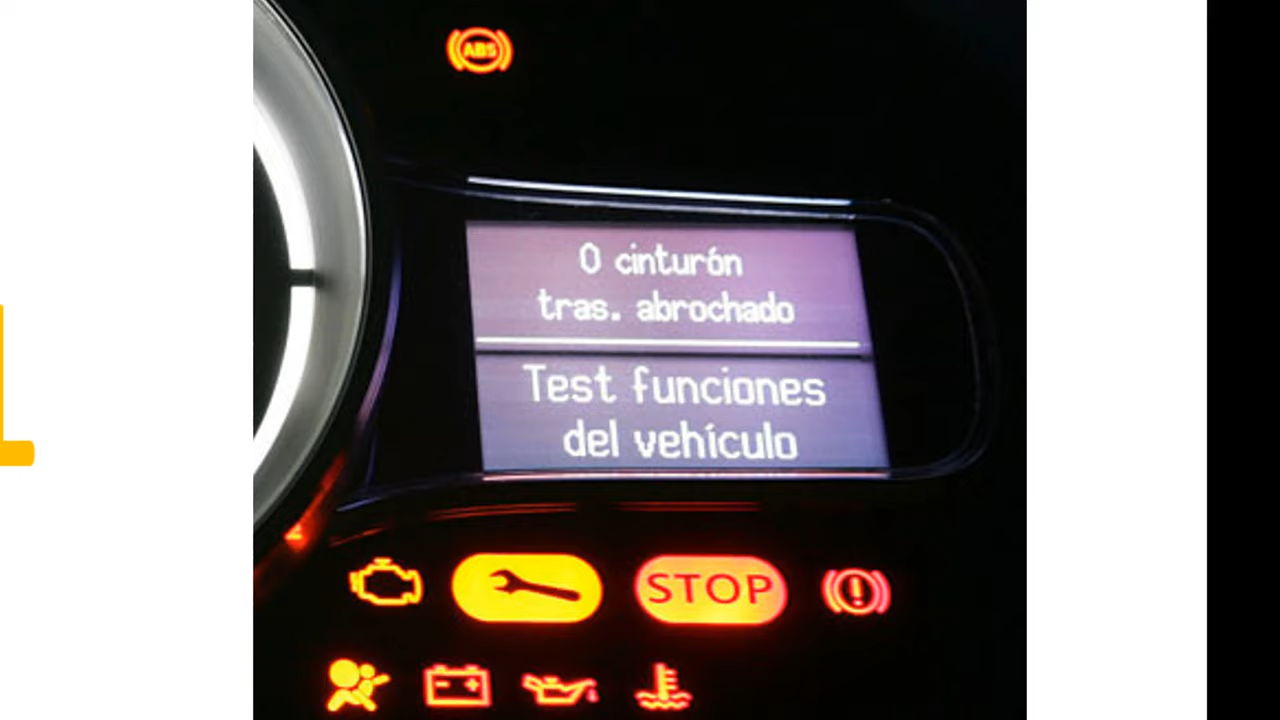 ABS
0 cinturón
tras. abrochado
Test funciones
del vehículo
STOP